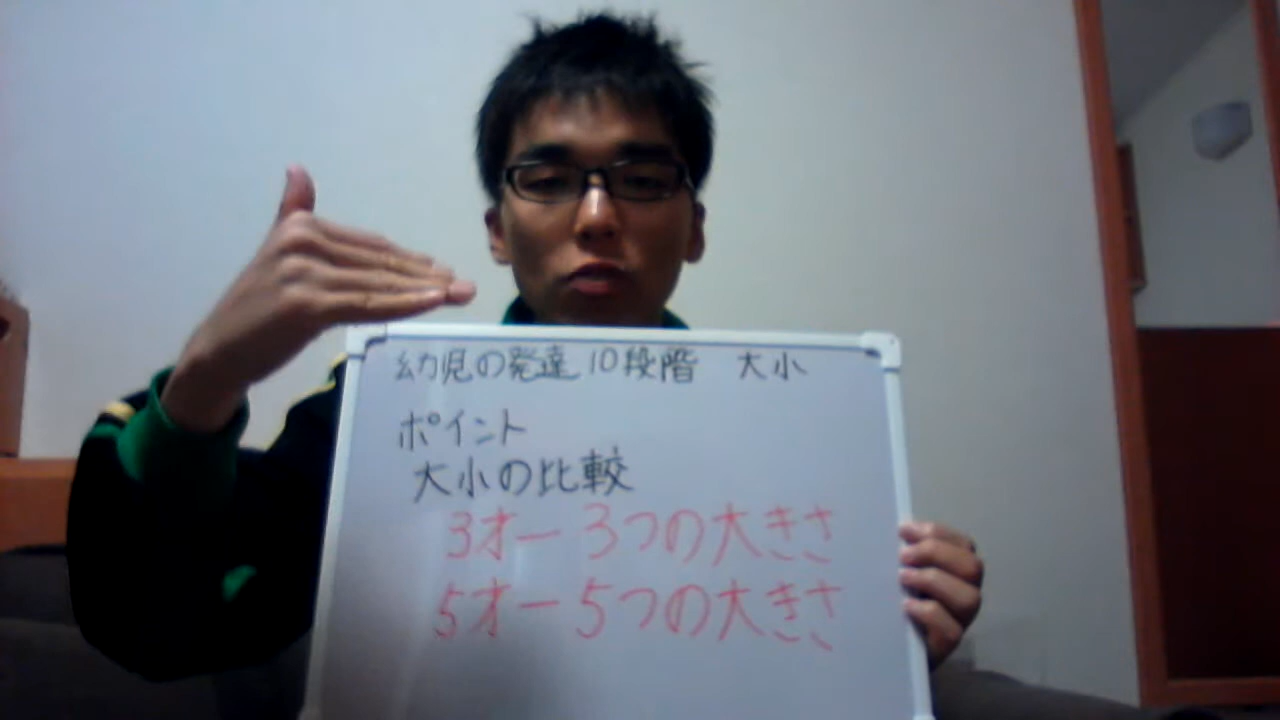 幼児の発達10段階　大小
ポイント
大小の比較
3才ー3つの大きさ
5才ー5つの大きさ